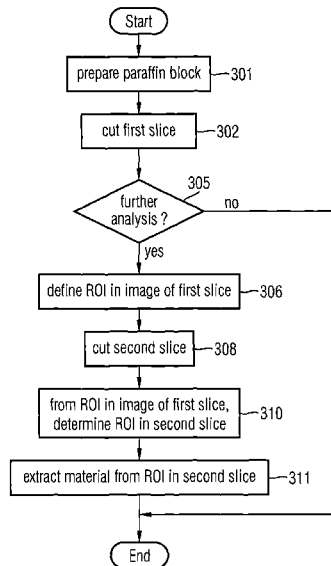 Start
prepare paraffin block
301
cut first slice
302
305
further
analysis ?
no
yes
define ROI in image of first slice
306
cut second slice
308
from ROI in image of first slice,
determine ROI in second slice
310
extract material from ROI in second slice
311
End